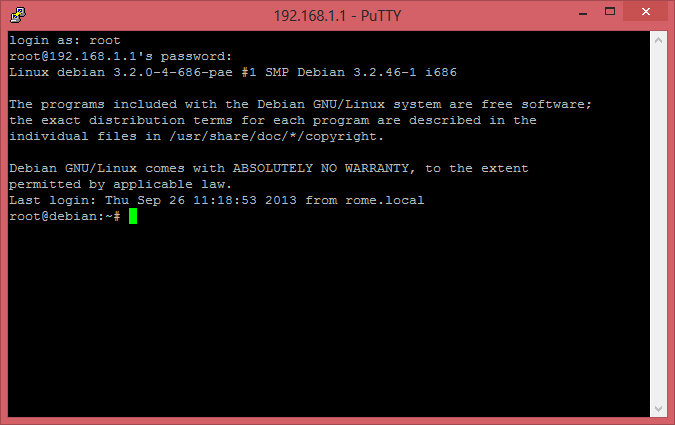 192.168.1.1 - PuTTY
login as: root
root@192.168.1.1's password:
Linux debian 3.2.0-4-686-pae #1 SMP Debian 3.2.46-1 i686
The programs included with the Debian GNU/Linux system are free software;
the exact distribution terms for each program are described in the
individual files in /usr/share/doc/*/copyright.
Debian GNU/Linux comes with ABSOLUTELY NO WARRANTY, to the extent
permitted by applicable law.
Last login: Thu Sep 26 11:18:53 2013 from rome.local
root@debian:~#